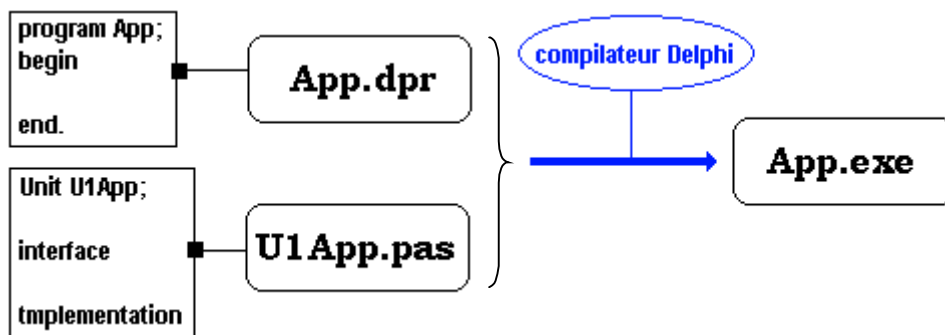 program App;
begin
end.
App.dpr
compilateur Delphi
App.exe
Unit U1App;
interface
tmplementation
U1App.pas